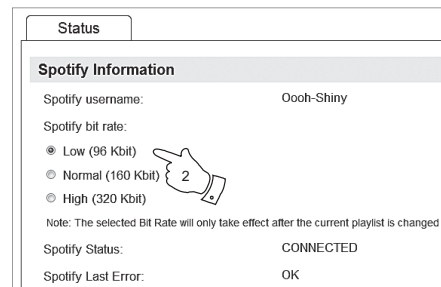 Status
Spotify Information
Spotify username: Oooh-Shiny
Spotify bit rate:
Low (96 Kbit)
Normal (160 Kbit)
2
High (320 Kbit)
Note: The selected Bit Rate will only take effect after the current playlist is changed
Spotify Status: CONNECTED
Spotify Last Error: OK